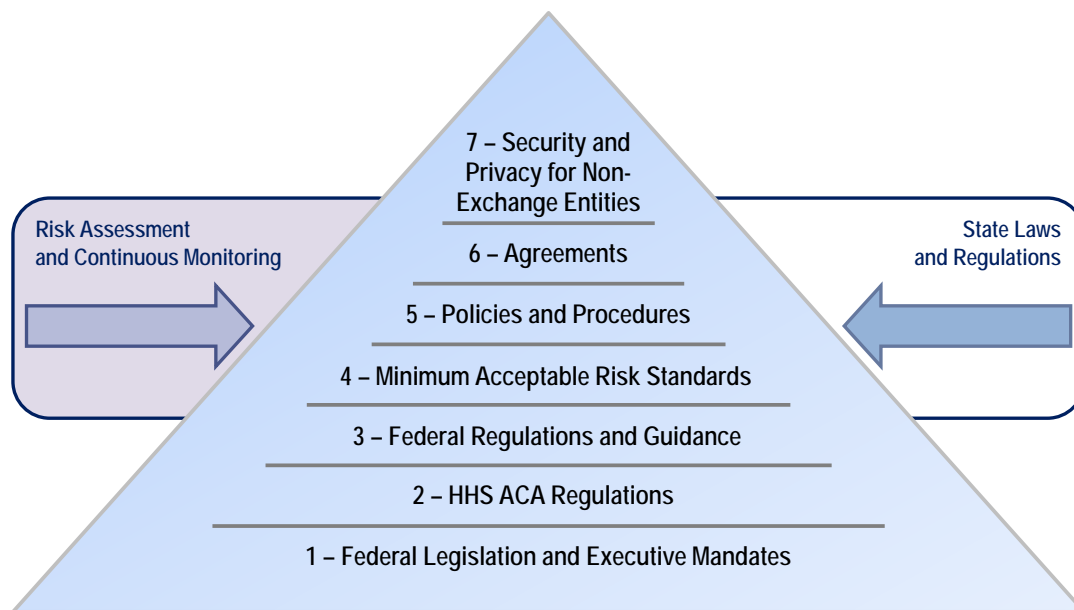 7 – Security and
Privacy for Non-
Exchange Entities
Risk Assessment
and Continuous Monitoring
State Laws
and Regulations
6 – Agreements
5 – Policies and Procedures
4 – Minimum Acceptable Risk Standards
3 – Federal Regulations and Guidance
2 – HHS ACA Regulations
1 – Federal Legislation and Executive Mandates